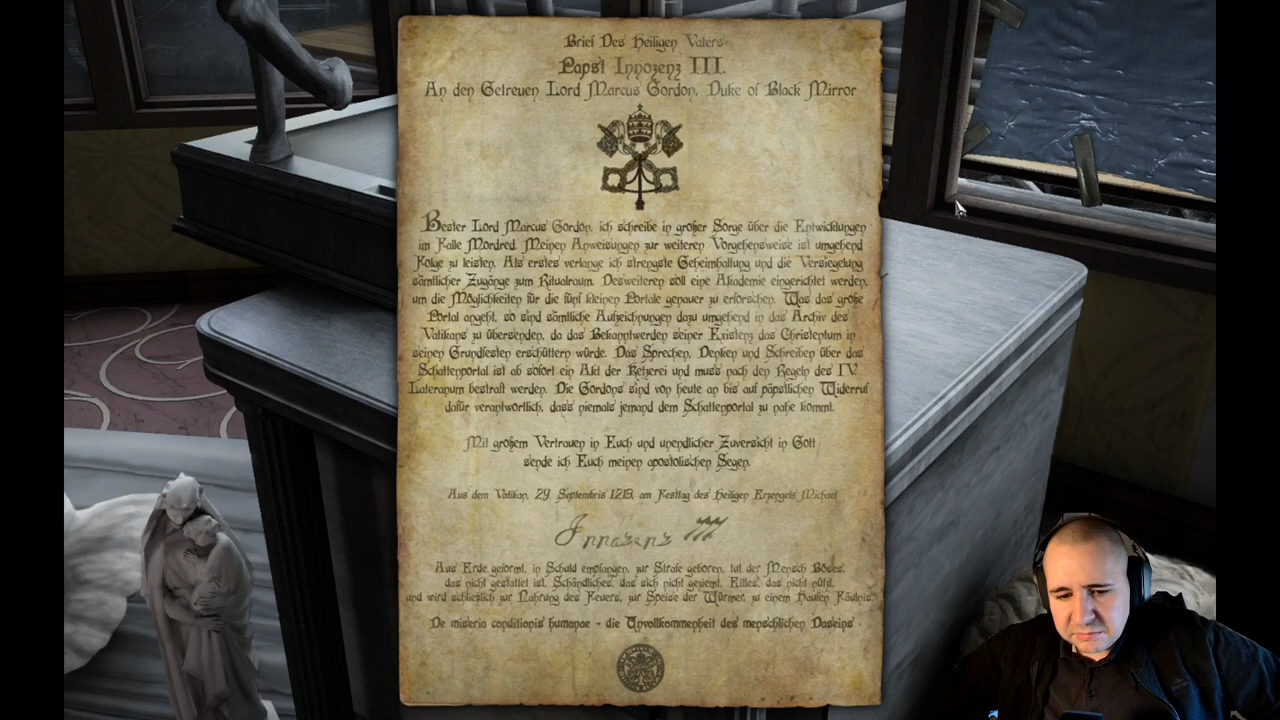 Brief Des Heiligen Vaters
Papst Innozenz III.
An den Getreuen Lord Marcus Gordon, Duke of Black Mirror
Bester Lord Marcus Gordon, ich schreibe in großer Sorge über die Entwicklungen
im Falle Mordred. Meinen Anweisungen zur weiteren Vorgehensweise ist umgehend
Folge zu leisten. Als erstes verlange ich strengste Geheimhaltung und die Versiegelung
sämtlicher Zugänge zum Ritualraum. Desweiteren soll eine Akademie eingerichtet werden,
um die Möglichkeiten für die fünf kleinen Portale genauer zu erforschen. Was das große
Portal angeht, so sind sämtliche Aufzeichnungen dazu umgehend in das Archiv des
Vatikans zu übersenden, da das Bekanntwerden seiner Existenz das Christentum in
seinen Grundfesten erschüttern würde. Das Sprechen, Denken und Schreiben über das
Schattenportal ist ab sofort ein Akt der Ketzerei und muss nach den Regeln des IV.
Lateranum bestraft werden. Die Gordons sind von heute an bis auf päpstlichen Widerruf
dafür verantwortlich, dass niemals jemand dem Schattenportal zu nahe kommt.
Mit großem Vertrauen in Euch und unendlicher Zuversicht in Gott
sende ich Euch meinen apostolischen Segen.
Aus dem Vatikan, 29. Septembris 1215, am Festtag des Heiligen Erzengels Michael
Innozenz III
Aus Erde geformt, in Schuld empfangen, zur Strafe geboren, tut der Mensch Böses,
das nicht gestattet ist, Schändliches, das sich nicht geziemt, Eitles, das nicht nützt,
und wird schließlich zur Nahrung des Feuers, zur Speise der Würmer, zu einem Haufen Fäulnis.
De miseria conditionis humanae - die Unvollkommenheit des menschlichen Daseins